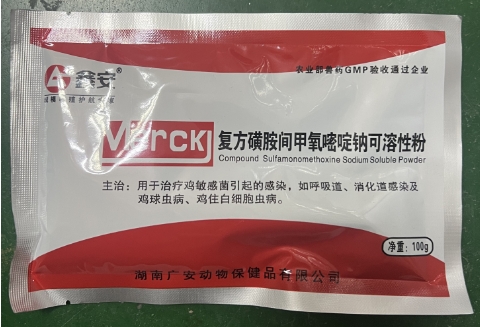 鑫安®
农业部兽药GMP验收通过企业
Merck
复方磺胺间甲氧嘧啶钠可溶性粉
Compound Sulfamonomethoxine Sodium Soluble Powder
主治：用于治疗鸡敏感菌引起的感染，如呼吸道、消化道感染及
鸡球虫病、鸡住白细胞虫病。
净重：100g
湖南广安动物保健品有限公司